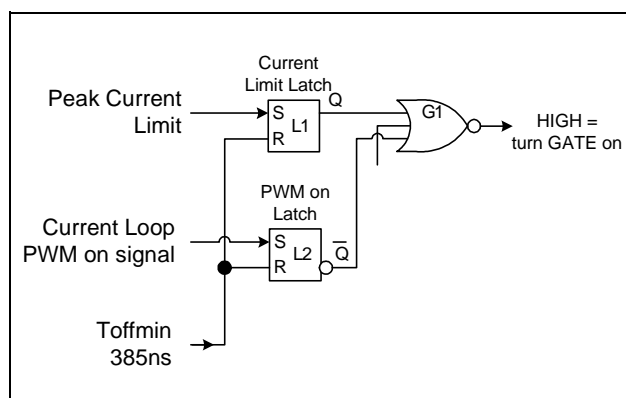 Current
Limit Latch
Peak Current
Limit
S
R
L1
Q
G1
HIGH =
turn GATE on
PWM on
Latch
Current Loop
PWM on signal
S
R
L2
Q
Toffmin
385ns